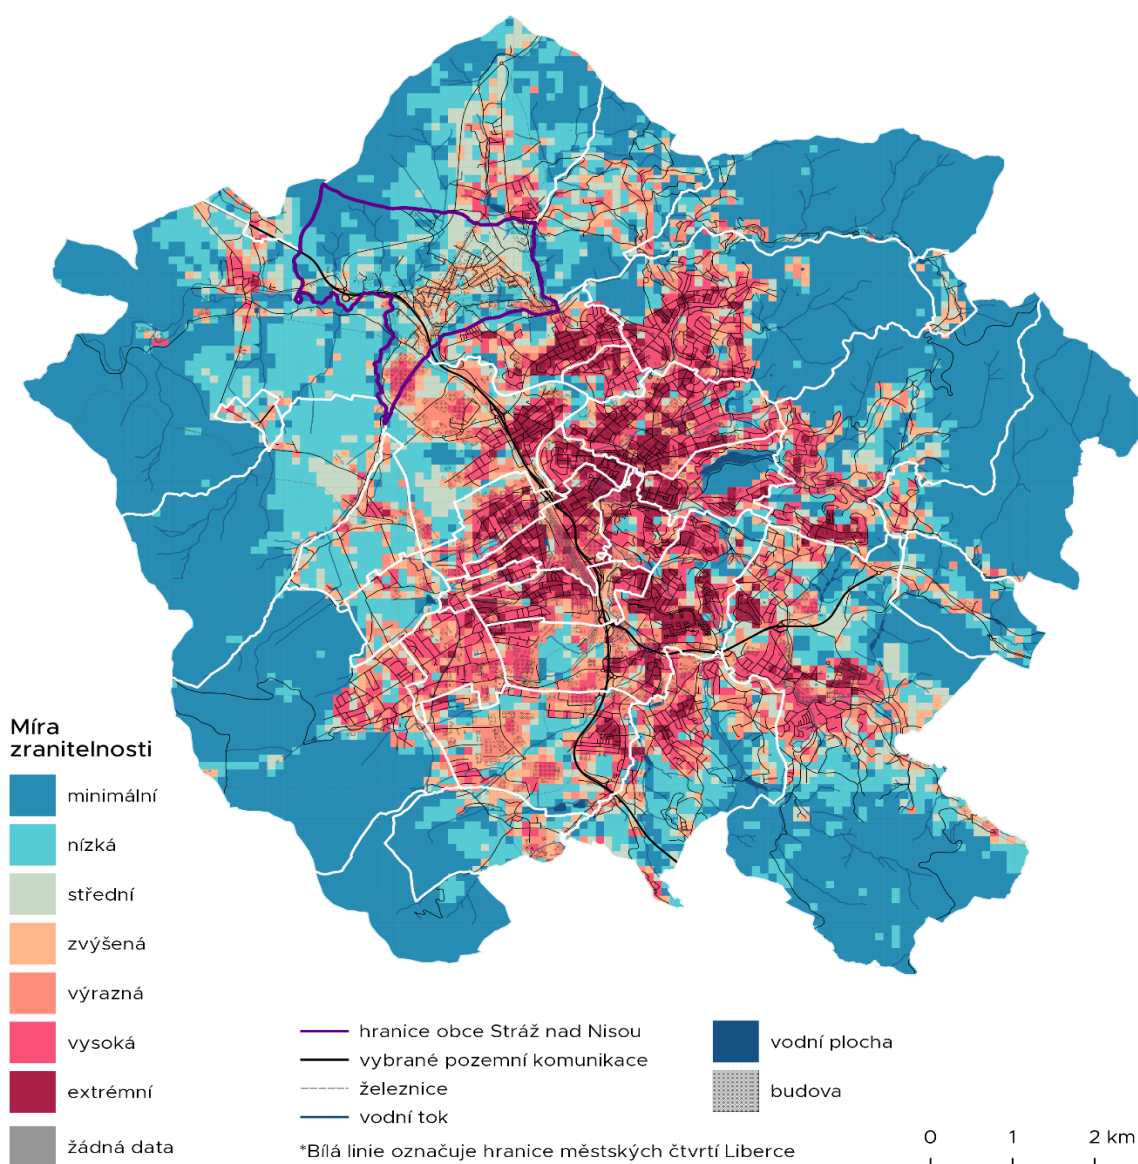 Míra
zranitelnosti
minimální
nízká
střední
zvýšená
výrazná
vysoká
extrémní
žádná data
hranice obce Stráž nad Nisou
vybrané pozemní komunikace
železnice
vodní tok
*Bílá linie označuje hranice městských čtvrtí Liberce
vodní plocha
budova
0 1 2 km